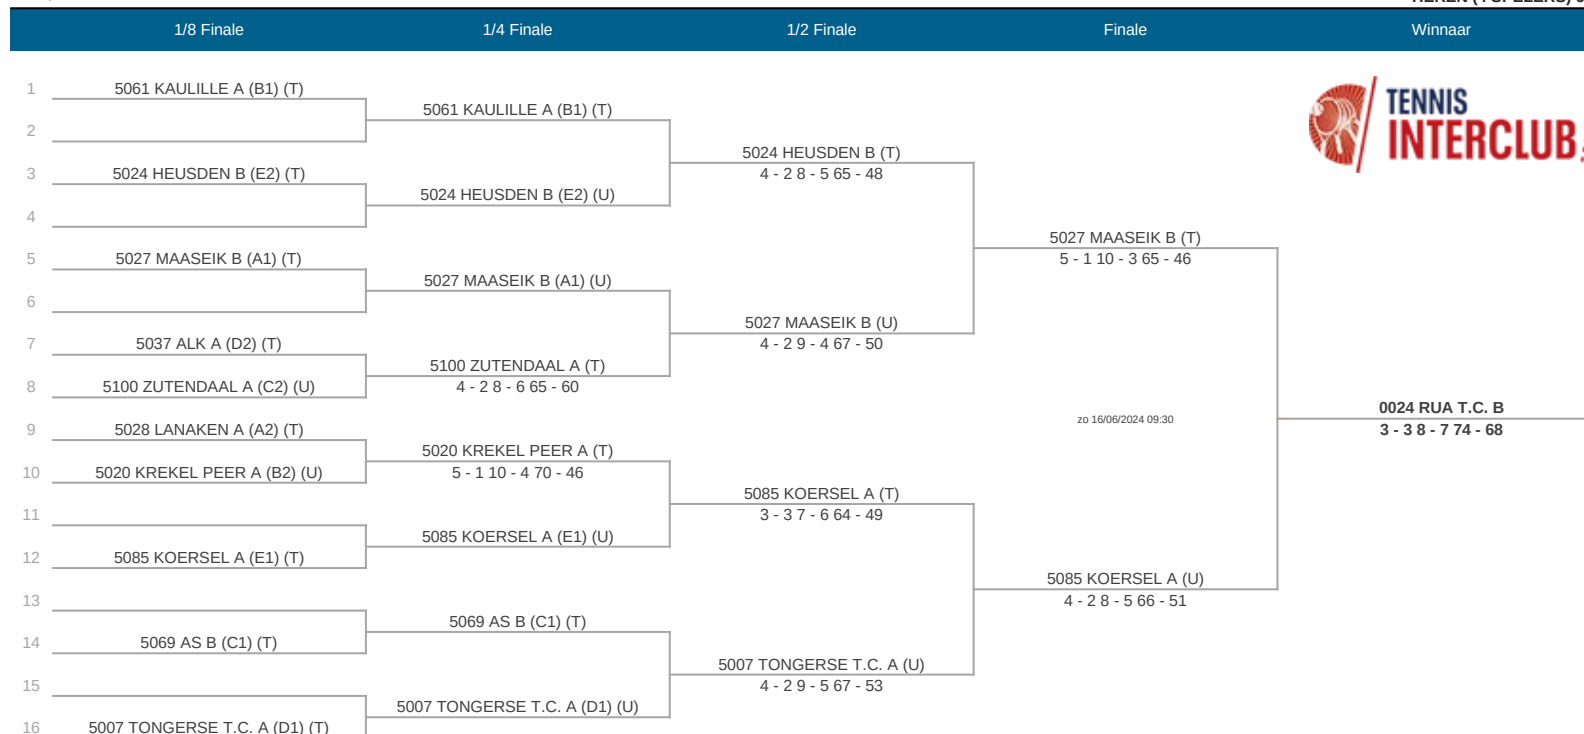 1/8 Finale 1/4 Finale 1/2 Finale Finale Winnaar
1 5061 KAULILLE A (B1) (T)
5061 KAULILLE A (B1) (T)
2
5024 HEUSDEN B (T)
3 5024 HEUSDEN B (E2) (T)
4 - 2 8 - 5 65 - 48
5024 HEUSDEN B (E2) (U)
4
5027 MAASEIK B (T)
5 5027 MAASEIK B (A1) (T)
5 - 1 10 - 3 65 - 46
5027 MAASEIK B (A1) (U)
6
5027 MAASEIK B (U)
7 5037 ALK A (D2) (T)
4 - 2 9 - 4 67 - 50
5100 ZUTENDAAL A (T)
8 5100 ZUTENDAAL A (C2) (U)
4 - 2 8 - 6 65 - 60
0024 RUA T.C. B
zo 16/06/2024 09:30
9 5028 LANAKEN A (A2) (T)
3 - 3 8 - 7 74 - 68
5020 KREKEL PEER A (T)
10 5020 KREKEL PEER A (B2) (U)
5 - 1 10 - 4 70 - 46
5085 KOERSEL A (T)
11
3 - 3 7 - 6 64 - 49
5085 KOERSEL A (E1) (U)
12 5085 KOERSEL A (E1) (T)
5085 KOERSEL A (U)
13
4 - 2 8 - 5 66 - 51
5069 AS B (C1) (T)
14 5069 AS B (C1) (T)
5007 TONGERSE T.C. A (U)
15
4 - 2 9 - 5 67 - 53
5007 TONGERSE T.C. A (D1) (U)
16 5007 TONGERSE T.C. A (D1) (T)
TENNIS
INTERCLUB